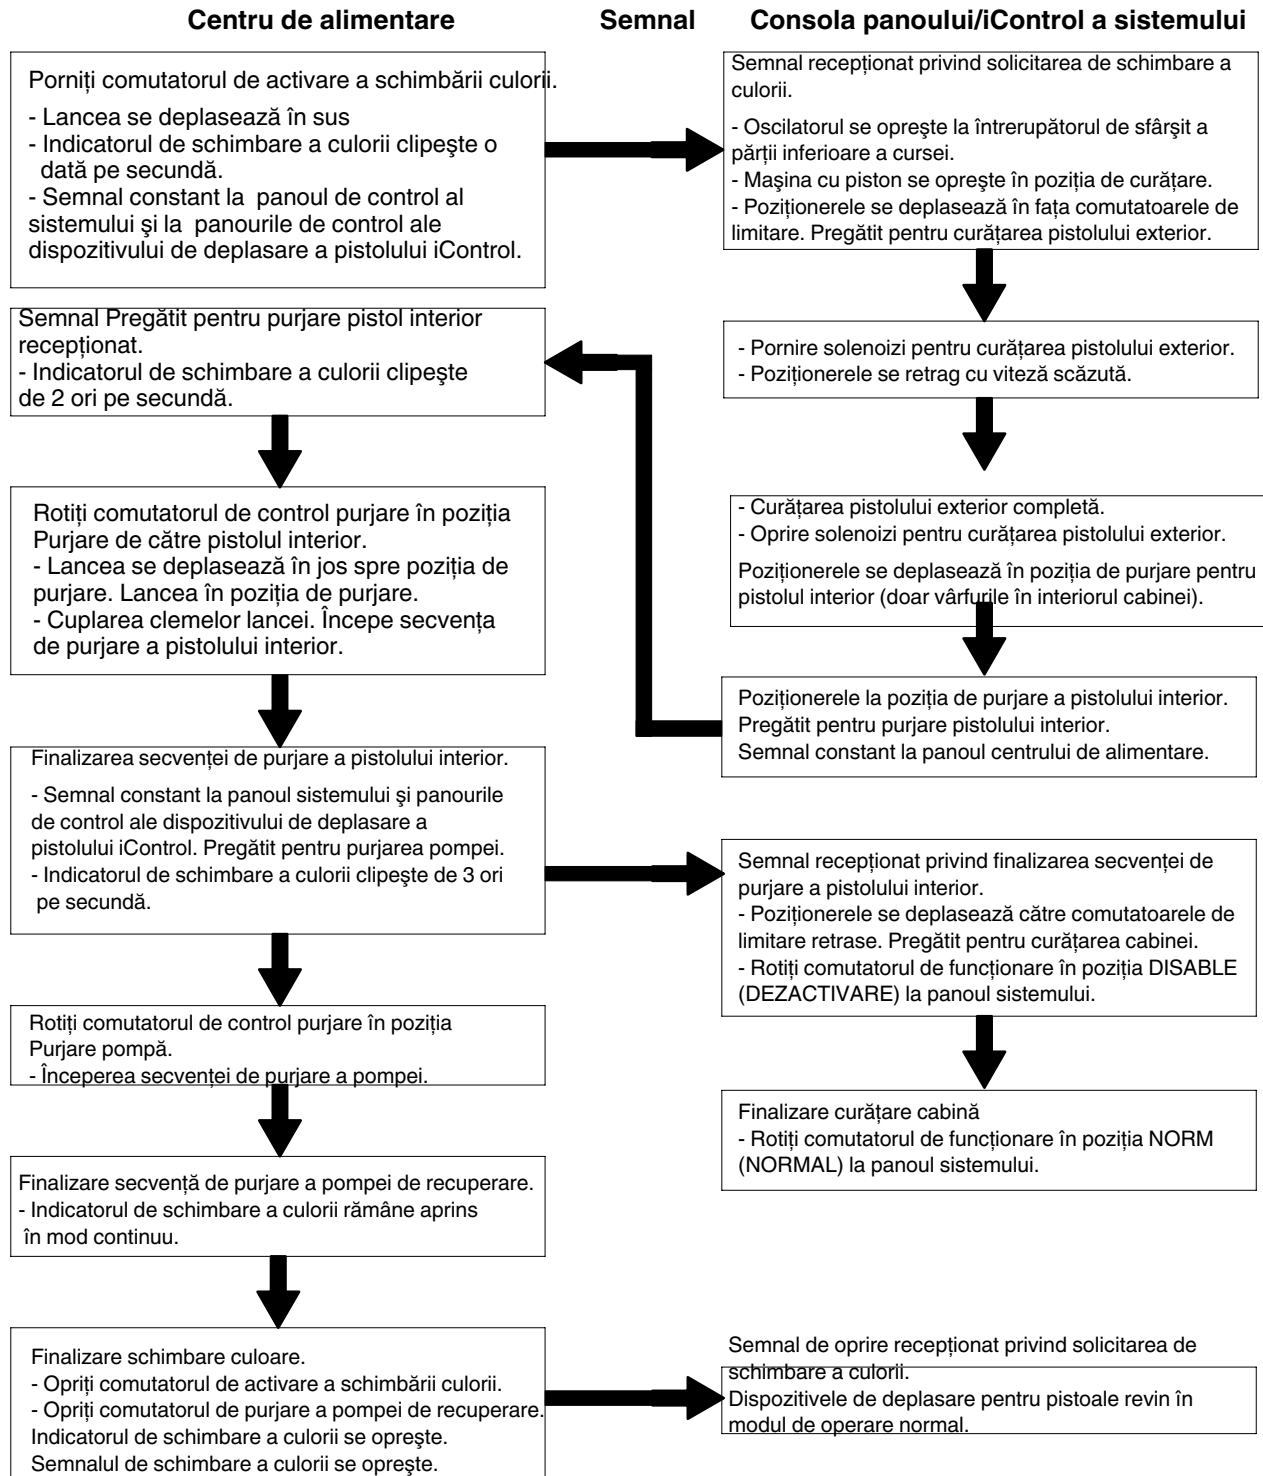 Centru de alimentare
Semnal
Consola panoului/iControl a sistemului
Porniți comutatorul de activare a schimbării culorii.
- Lancea se deplasează în sus
- Indicatorul de schimbare a culorii clipeşte o
dată pe secundă.
- Semnal constant la  panoul de control al
sistemului şi la  panourile de control ale
dispozitivului de deplasare a pistolului iControl.
Semnal recepționat privind solicitarea de schimbare a
culorii.
- Oscilatorul se opreşte la întrerupătorul de sfârşit a
părții inferioare a cursei.
- Maşina cu piston se opreşte în poziția de curățare.
- Poziționerele se deplasează în fața comutatoarele de
limitare. Pregătit pentru curățarea pistolului exterior.
Semnal Pregătit pentru purjare pistol interior
recepționat.
- Indicatorul de schimbare a culorii clipeşte
de 2 ori pe secundă.
- Pornire solenoizi pentru curățarea pistolului exterior.
- Poziționerele se retrag cu viteză scăzută.
Rotiți comutatorul de control purjare în poziția
Purjare de către pistolul interior.
- Lancea se deplasează în jos spre poziția de
purjare. Lancea în poziția de purjare.
- Cuplarea clemelor lancei. Începe secvența
de purjare a pistolului interior.
- Curățarea pistolului exterior completă.
- Oprire solenoizi pentru curățarea pistolului exterior.
Poziționerele se deplasează în poziția de purjare pentru
pistolul interior (doar vârfurile în interiorul cabinei).
Poziționerele la poziția de purjare a pistolului interior.
Pregătit pentru purjare pistolului interior.
Semnal constant la panoul centrului de alimentare.
Finalizarea secvenței de purjare a pistolului interior.
- Semnal constant la panoul sistemului şi panourile
de control ale dispozitivului de deplasare a
pistolului iControl. Pregătit pentru purjarea pompei.
- Indicatorul de schimbare a culorii clipeşte de 3 ori
pe secundă.
Semnal recepționat privind finalizarea secvenței de
purjare a pistolului interior.
- Poziționerele se deplasează către comutatoarele de
limitare retrase. Pregătit pentru curățarea cabinei.
- Rotiți comutatorul de funcționare în poziția DISABLE
(DEZACTIVARE) la panoul sistemului.
Rotiți comutatorul de control purjare în poziția
Purjare pompă.
- Începerea secvenței de purjare a pompei.
Finalizare curățare cabină
- Rotiți comutatorul de funcționare în poziția NORM
(NORMAL) la panoul sistemului.
Finalizare secvență de purjare a pompei de recuperare.
- Indicatorul de schimbare a culorii rămâne aprins
în mod continuu.
Finalizare schimbare culoare.
- Opriți comutatorul de activare a schimbării culorii.
- Opriți comutatorul de purjare a pompei de recuperare.
Indicatorul de schimbare a culorii se opreşte.
Semnalul de schimbare a culorii se opreşte.
Semnal de oprire recepționat privind solicitarea de
schimbare a culorii.
Dispozitivele de deplasare pentru pistoale revin în
modul de operare normal.